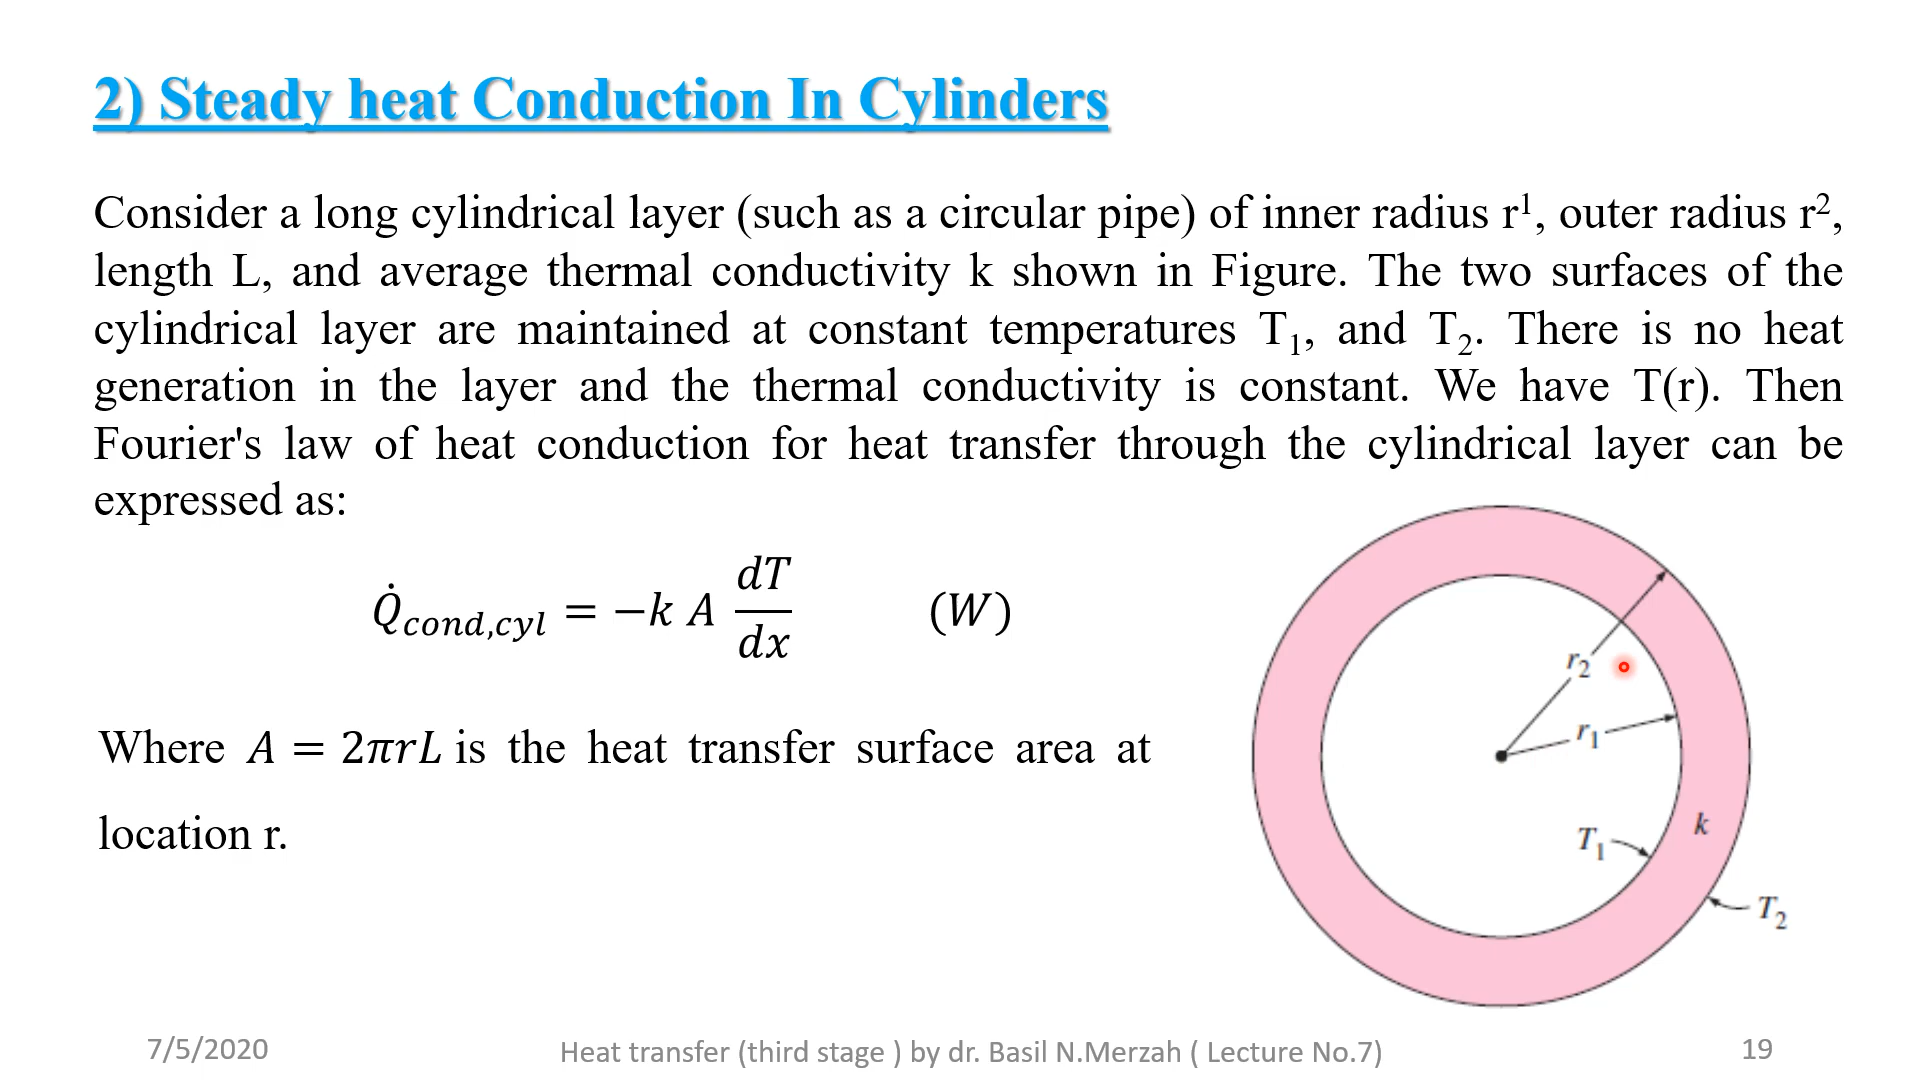 2) Steady heat Conduction In Cylinders
Consider a long cylindrical layer (such as a circular pipe) of inner radius r¹, outer radius r²,
length L, and average thermal conductivity k shown in Figure. The two surfaces of the
cylindrical layer are maintained at constant temperatures T₁, and T₂. There is no heat
generation in the layer and the thermal conductivity is constant. We have T(r). Then
Fourier's law of heat conduction for heat transfer through the cylindrical layer can be
expressed as:
Q̇_cond,cyl = −k A dT/dx (W)
Where A = 2πrL is the heat transfer surface area at
location r.
r₂
r₁
k
T₁
T₂
7/5/2020
Heat transfer (third stage ) by dr. Basil N.Merzah ( Lecture No.7)
19